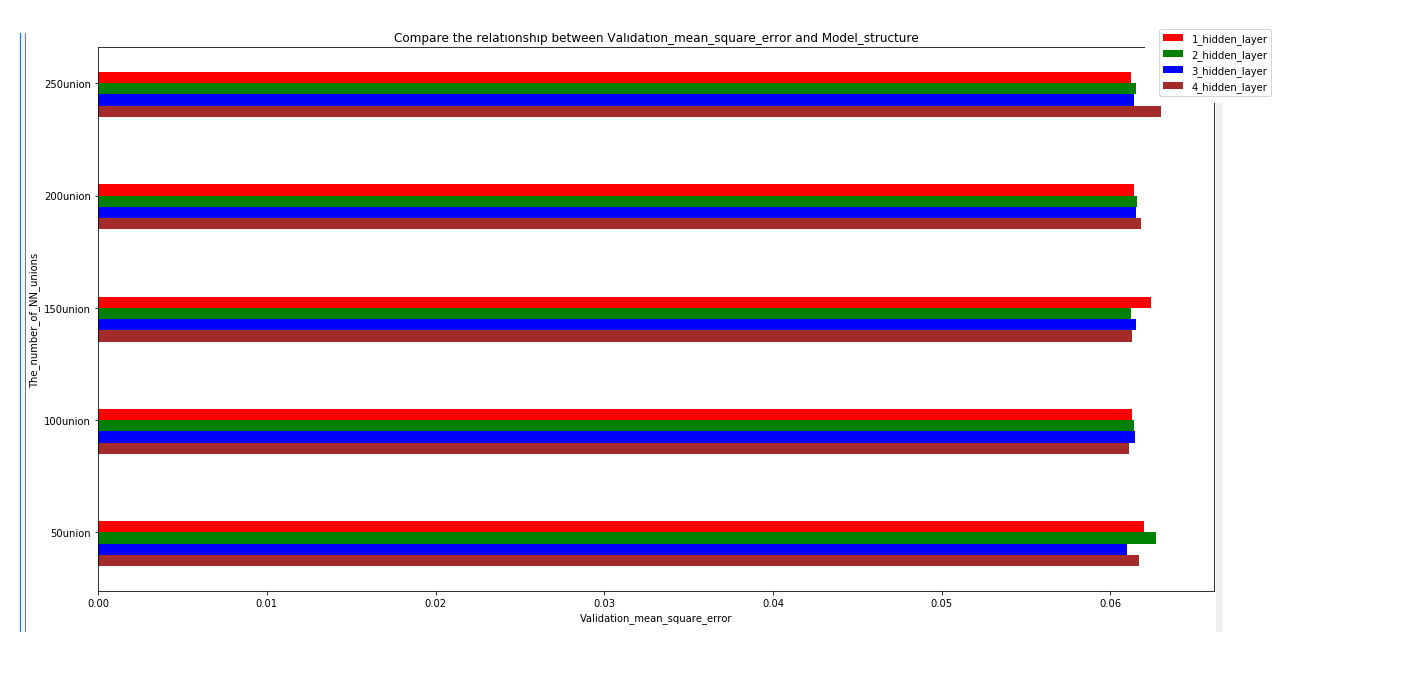 Compare the relationship between Validation_mean_square_error and Model_structure
1_hidden_layer
2_hidden_layer
3_hidden_layer
4_hidden_layer
250union
200union
150union
100union
50union
The_number_of_NN_unions
0.00 0.01 0.02 0.03 0.04 0.05 0.06
Validation_mean_square_error